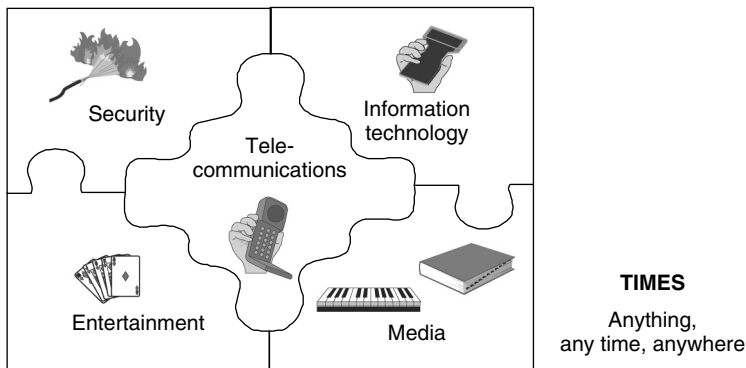 Security
Information
technology
Tele-
communications
Entertainment
Media
TIMES
Anything,
any time, anywhere